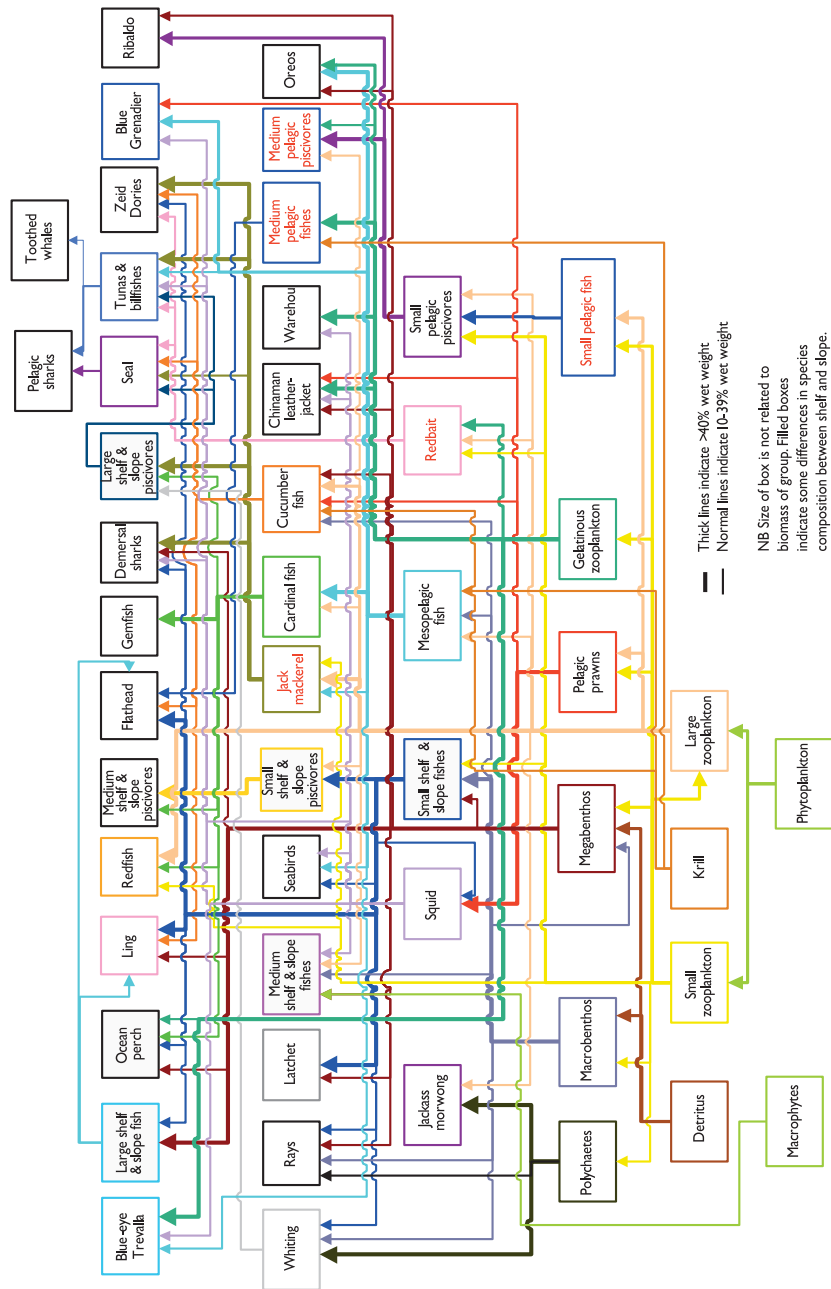 Pelagic
sharks
Toothed
whales
Blue-eye
Trevalla
Large shelf
& slope fish
Ocean
perch
Ling
Redfish
Medium
shelf &
slope
piscivores
Flathead
Gemfish
Demersal
sharks
Large shelf &
slope
piscivores
Seal
Tunas &
billfishes
Zeid
Dories
Blue
Grenadier
Ribaldo
Whiting
Rays
Latchet
Medium
shelf & slope
fishes
Seabirds
Small shelf
& slope
piscivores
Jack
mackerel
Cardinal fish
Cucumber
fish
Chinaman
leather-
jacket
Warehou
Medium
pelagic
fishes
Medium
pelagic
piscivores
Oreos
Jackass
morwong
Squid
Small shelf &
slope fishes
Mesopelagic
fish
Redbait
Small
pelagic
piscivores
Polychaetes
Macrobenthos
Megabenthos
Pelagic
prawns
Gelatinous
zooplankton
Small pelagic fish
Detritus
Small
zooplankton
Krill
Large
zooplankton
Macrophytes
Phytoplankton
Thick lines indicate >40% wet weight
Normal lines indicate 10-39% wet weight
NB Size of box is not related to
biomass of group. Filled boxes
indicate some differences in species
composition between shelf and slope.